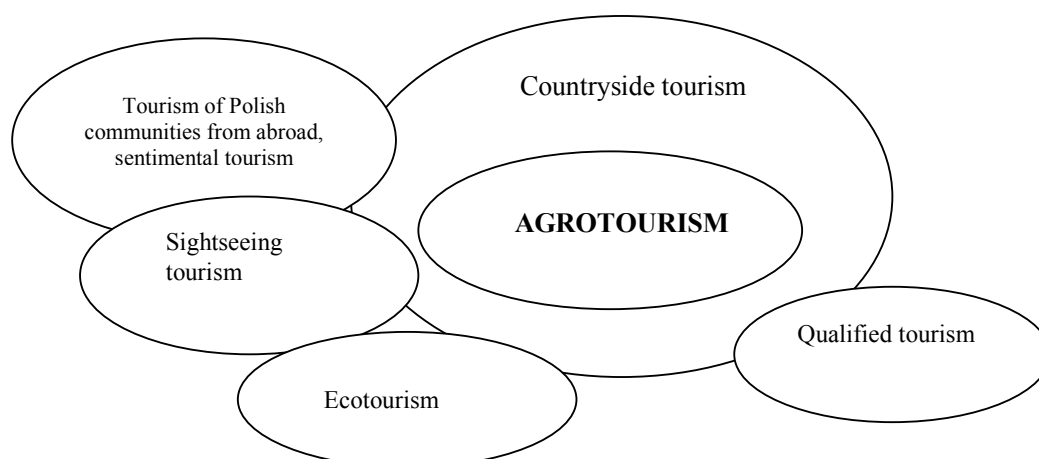 Countryside tourism
Tourism of Polish
communities from abroad,
sentimental tourism
AGROTOURISM
Sightseeing
tourism
Qualified tourism
Ecotourism